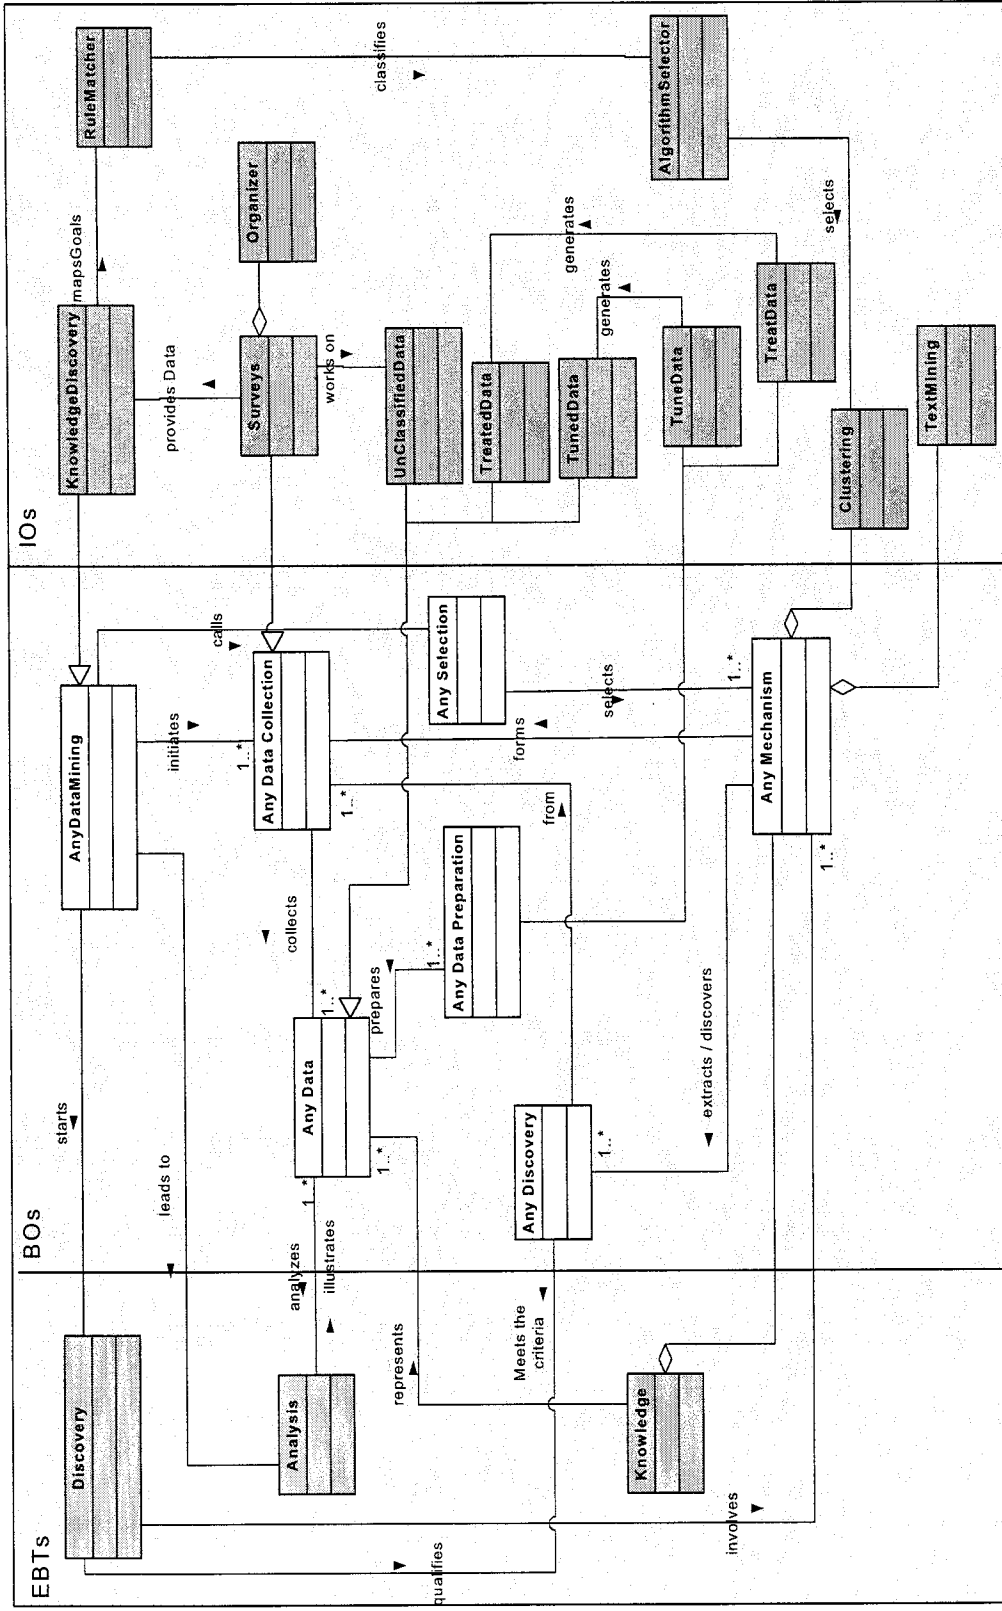 EBTs
BOs
IOs
Discovery
starts
AnyDataMining
KnowledgeDiscovery
mapsGoals
RuleMatcher
leads to
initiates
calls
provides Data
classifies
Analysis
analyzes
illustrates
1..*
Any Data
1..*
collects
1..*
Any Data Collection
1..*
Surveys
Organizer
works on
represents
1..*
prepares
1..*
Any Data Preparation
Any Selection
UnClassifiedData
qualifies
Meets the
criteria
Any Discovery
1..*
from
forms
selects
TreatedData
TunedData
generates
generates
Knowledge
extracts / discovers
1..*
TuneData
AlgorithmSelector
involves
1..*
Any Mechanism
TreatData
selects
Clustering
TextMining